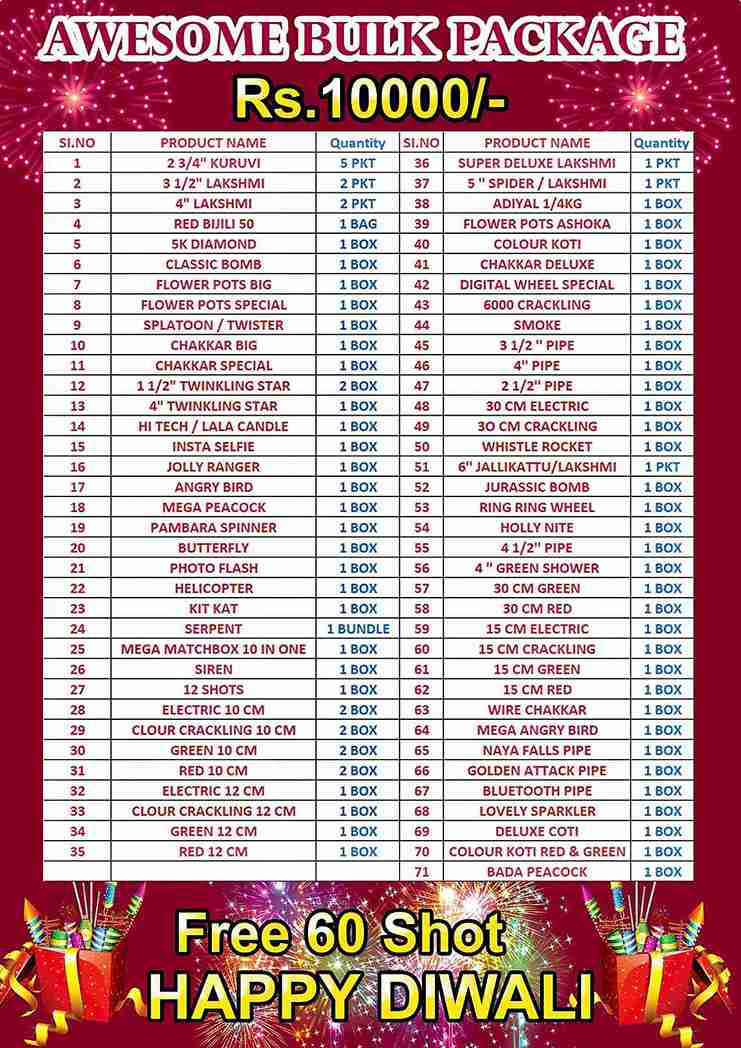 AWESOME BULK PACKAGE
Rs.10000/-
SI.NO PRODUCT NAME Quantity SI.NO PRODUCT NAME Quantity
1 2 3/4" KURUVI 5 PKT 36 SUPER DELUXE LAKSHMI 1 PKT
2 3 1/2" LAKSHMI 2 PKT 37 5 " SPIDER / LAKSHMI 1 PKT
3 4" LAKSHMI 2 PKT 38 ADIYAL 1/4KG 1 BOX
4 RED BIJILI 50 1 BAG 39 FLOWER POTS ASHOKA 1 BOX
5 5K DIAMOND 1 BOX 40 COLOUR KOTI 1 BOX
6 CLASSIC BOMB 1 BOX 41 CHAKKAR DELUXE 1 BOX
7 FLOWER POTS BIG 1 BOX 42 DIGITAL WHEEL SPECIAL 1 BOX
8 FLOWER POTS SPECIAL 1 BOX 43 6000 CRACKLING 1 BOX
9 SPLATOON / TWISTER 1 BOX 44 SMOKE 1 BOX
10 CHAKKAR BIG 1 BOX 45 3 1/2 " PIPE 1 BOX
11 CHAKKAR SPECIAL 1 BOX 46 4" PIPE 1 BOX
12 1 1/2" TWINKLING STAR 2 BOX 47 2 1/2" PIPE 1 BOX
13 4" TWINKLING STAR 1 BOX 48 30 CM ELECTRIC 1 BOX
14 HI TECH / LALA CANDLE 1 BOX 49 3O CM CRACKLING 1 BOX
15 INSTA SELFIE 1 BOX 50 WHISTLE ROCKET 1 BOX
16 JOLLY RANGER 1 BOX 51 6" JALLIKATTU/LAKSHMI 1 PKT
17 ANGRY BIRD 1 BOX 52 JURASSIC BOMB 1 BOX
18 MEGA PEACOCK 1 BOX 53 RING RING WHEEL 1 BOX
19 PAMBARA SPINNER 1 BOX 54 HOLLY NITE 1 BOX
20 BUTTERFLY 1 BOX 55 4 1/2" PIPE 1 BOX
21 PHOTO FLASH 1 BOX 56 4 " GREEN SHOWER 1 BOX
22 HELICOPTER 1 BOX 57 30 CM GREEN 1 BOX
23 KIT KAT 1 BOX 58 30 CM RED 1 BOX
24 SERPENT 1 BUNDLE 59 15 CM ELECTRIC 1 BOX
25 MEGA MATCHBOX 10 IN ONE 1 BOX 60 15 CM CRACKLING 1 BOX
26 SIREN 1 BOX 61 15 CM GREEN 1 BOX
27 12 SHOTS 1 BOX 62 15 CM RED 1 BOX
28 ELECTRIC 10 CM 2 BOX 63 WIRE CHAKKAR 1 BOX
29 CLOUR CRACKLING 10 CM 2 BOX 64 MEGA ANGRY BIRD 1 BOX
30 GREEN 10 CM 2 BOX 65 NAYA FALLS PIPE 1 BOX
31 RED 10 CM 2 BOX 66 GOLDEN ATTACK PIPE 1 BOX
32 ELECTRIC 12 CM 1 BOX 67 BLUETOOTH PIPE 1 BOX
33 CLOUR CRACKLING 12 CM 1 BOX 68 LOVELY SPARKLER 1 BOX
34 GREEN 12 CM 1 BOX 69 DELUXE COTI 1 BOX
35 RED 12 CM 1 BOX 70 COLOUR KOTI RED & GREEN 1 BOX
71 BADA PEACOCK 1 BOX
Free 60 Shot
HAPPY DIWALI